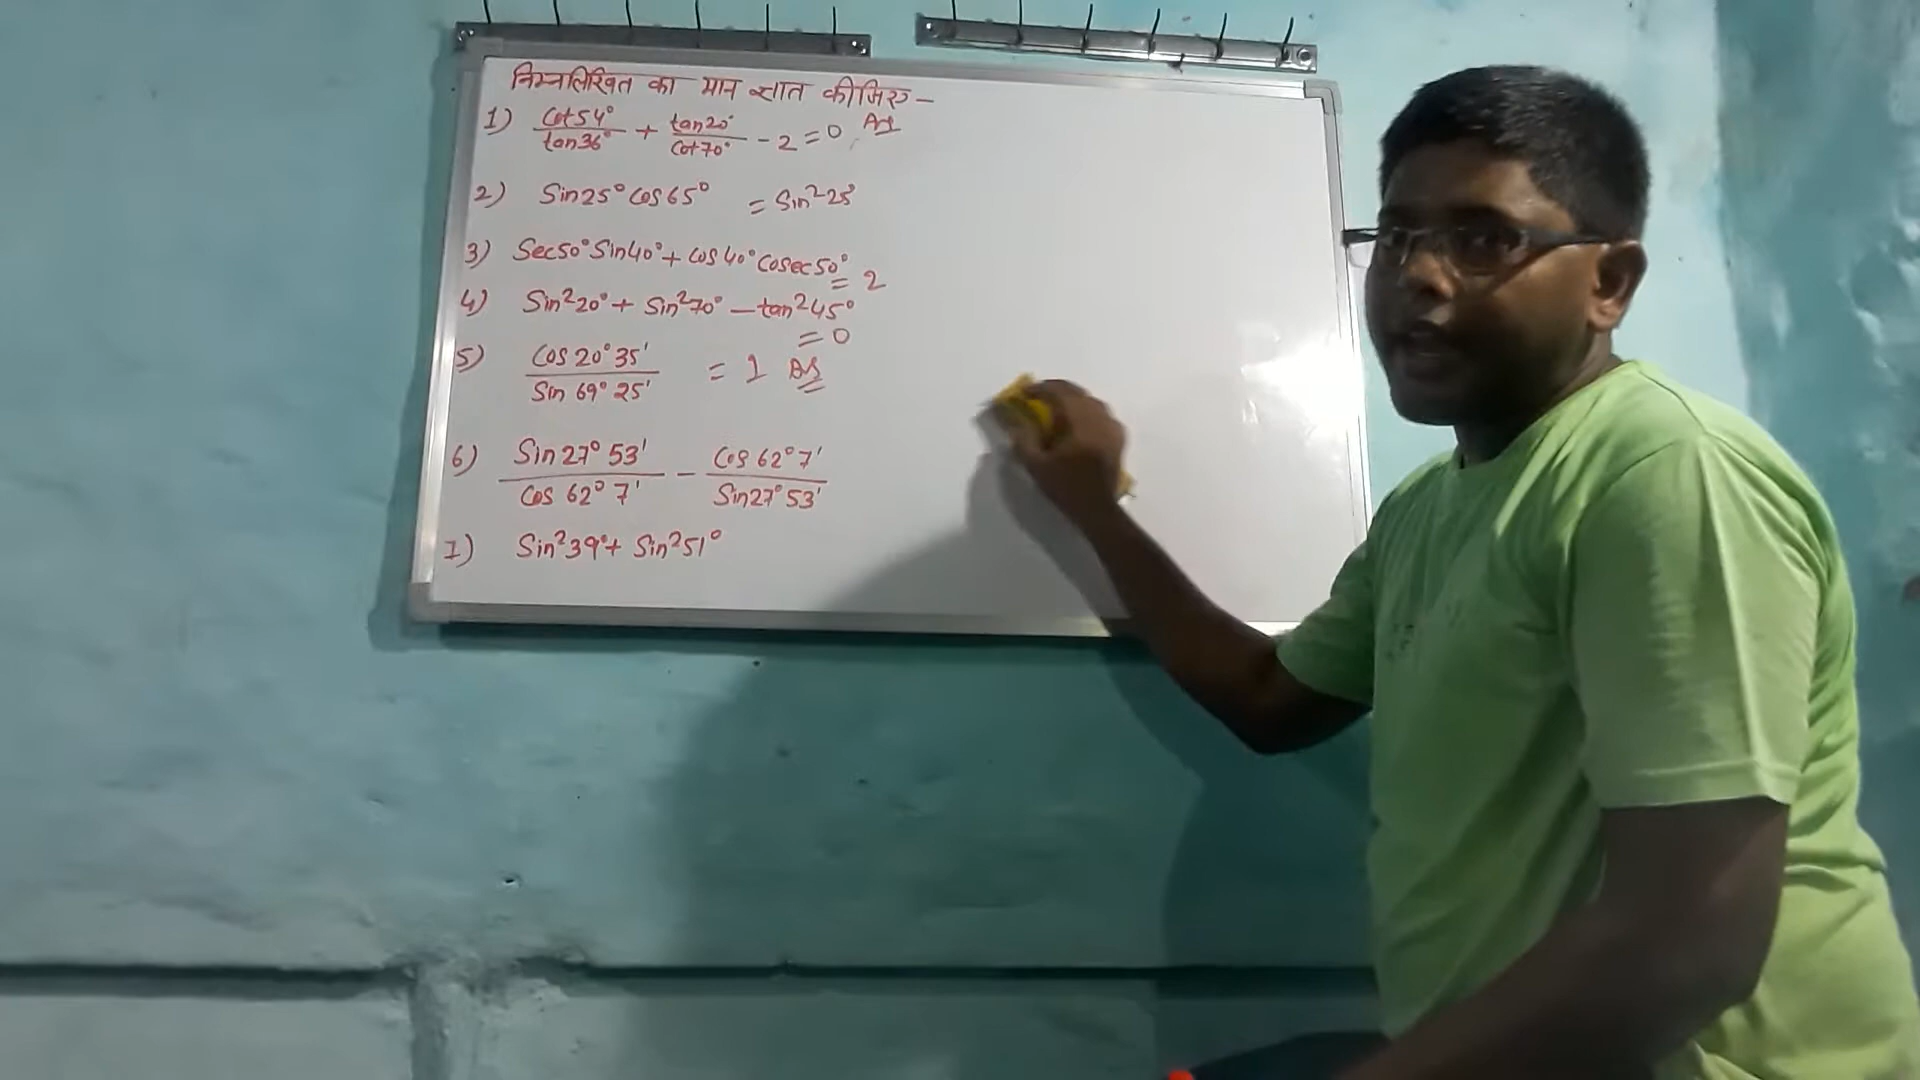 निम्नलिखित का मान ज्ञात कीजिए -
1) Cot54°/tan36° + tan20°/Cot70° - 2 = 0 Ans
2) Sin25° Cos65° = Sin²25°
3) Sec50° Sin40° + Cos40° Cosec50°
= 2
4) Sin²20° + Sin²70° - tan²45°
= 0
5) Cos 20° 35'/Sin 69° 25' = 1 Ans
6) Sin27° 53'/Cos 62° 7' - Cos 62° 7'/Sin27° 53'
7) Sin²39° + Sin²51°